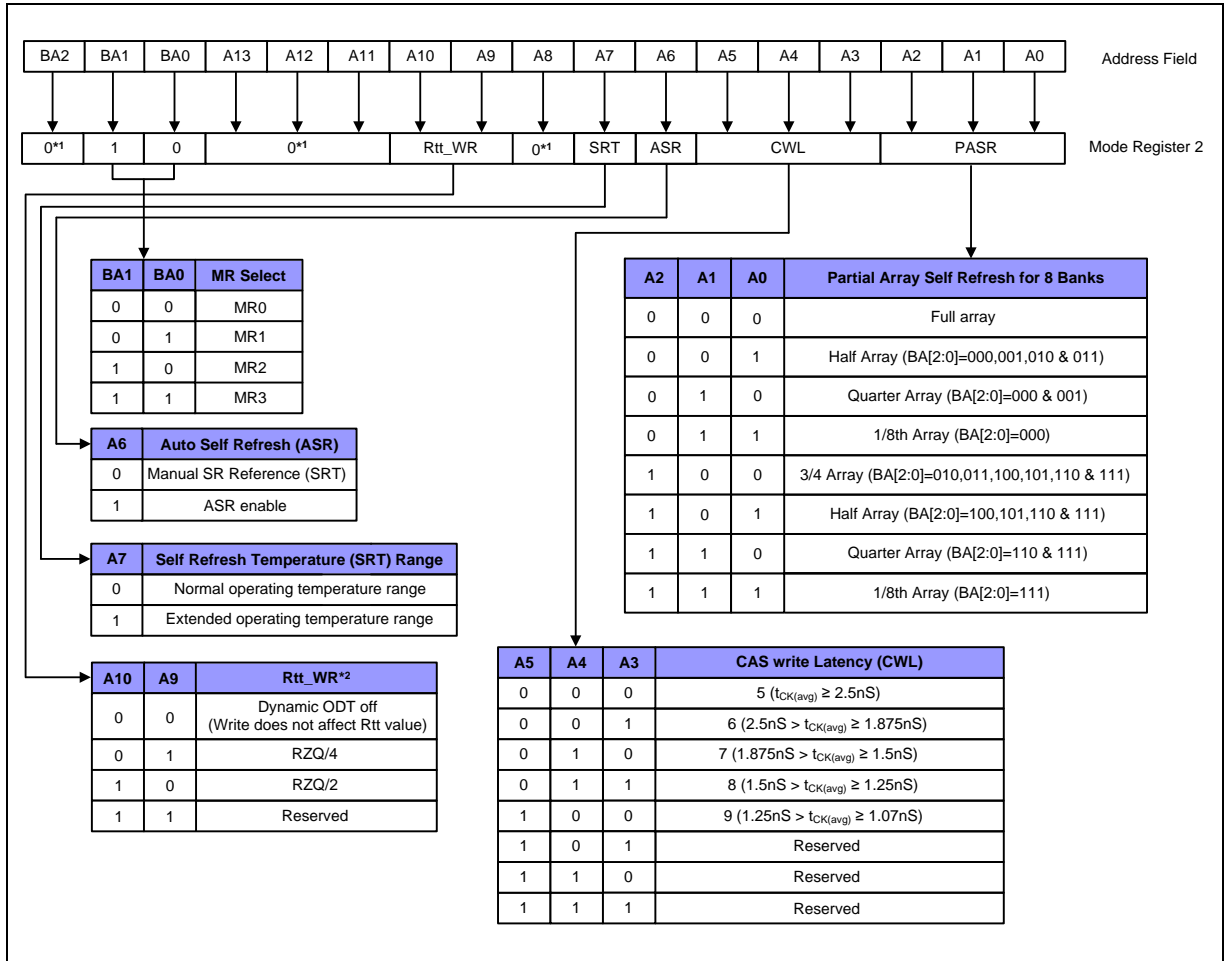 BA2 BA1 BA0 A13 A12 A11 A10 A9 A8 A7 A6 A5 A4 A3 A2 A1 A0 Address Field
0*1 1 0 0*1 Rtt_WR 0*1 SRT ASR CWL PASR Mode Register 2
BA1 BA0 MR Select
0 0 MR0
0 1 MR1
1 0 MR2
1 1 MR3
A6 Auto Self Refresh (ASR)
0 Manual SR Reference (SRT)
1 ASR enable
A7 Self Refresh Temperature (SRT) Range
0 Normal operating temperature range
1 Extended operating temperature range
A10 A9 Rtt_WR*2
0 0 Dynamic ODT off
(Write does not affect Rtt value)
0 1 RZQ/4
1 0 RZQ/2
1 1 Reserved
A2 A1 A0 Partial Array Self Refresh for 8 Banks
0 0 0 Full array
0 0 1 Half Array (BA[2:0]=000,001,010 & 011)
0 1 0 Quarter Array (BA[2:0]=000 & 001)
0 1 1 1/8th Array (BA[2:0]=000)
1 0 0 3/4 Array (BA[2:0]=010,011,100,101,110 & 111)
1 0 1 Half Array (BA[2:0]=100,101,110 & 111)
1 1 0 Quarter Array (BA[2:0]=110 & 111)
1 1 1 1/8th Array (BA[2:0]=111)
A5 A4 A3 CAS write Latency (CWL)
0 0 0 5 (tCK(avg) ≥ 2.5nS)
0 0 1 6 (2.5nS > tCK(avg) ≥ 1.875nS)
0 1 0 7 (1.875nS > tCK(avg) ≥ 1.5nS)
0 1 1 8 (1.5nS > tCK(avg) ≥ 1.25nS)
1 0 0 9 (1.25nS > tCK(avg) ≥ 1.07nS)
1 0 1 Reserved
1 1 0 Reserved
1 1 1 Reserved